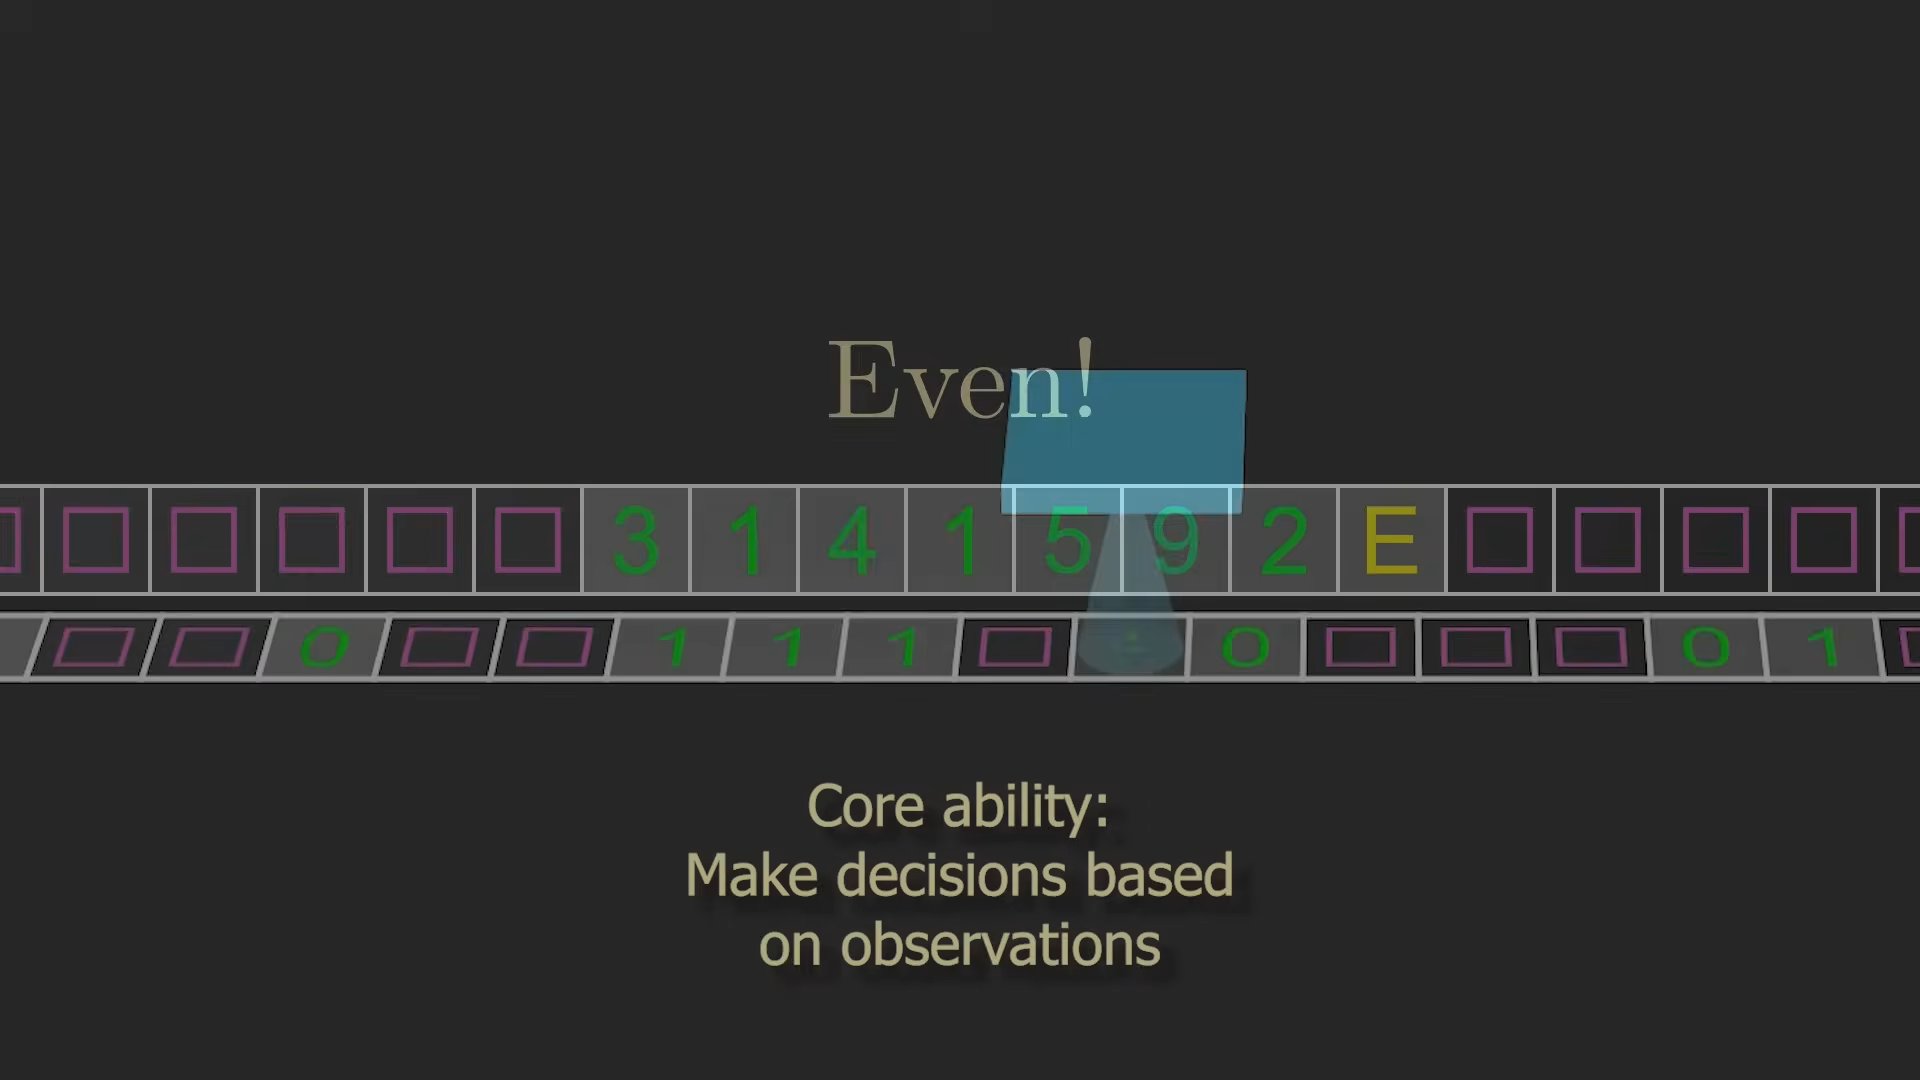 Even!
3 1 4 1 5 9 2 E
0 1 1 1 0 0 1
Core ability:
Make decisions based
on observations